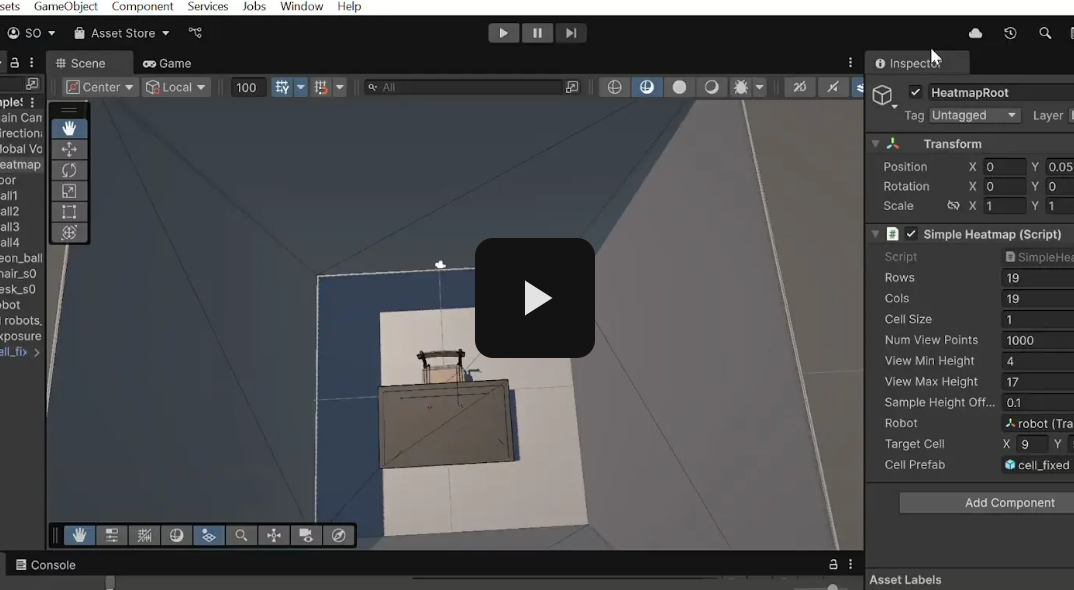 sets GameObject Component Services Jobs Window Help
SO Asset Store
Scene Game Inspector
Center Local 100 All
HeatmapRoot
Tag Untagged Layer
Transform
Position X 0 Y 0.05
Rotation X 0 Y 0
Scale X 1 Y 1
Simple Heatmap (Script)
Script SimpleHea
Rows 19
Cols 19
Cell Size 1
Num View Points 1000
View Min Height 4
View Max Height 17
Sample Height Off... 0.1
Robot robot (Tra
Target Cell X 9 Y
Cell Prefab cell_fixed
Add Component
Asset Labels
mpleS
ain Cam
irection
lobal Vo
eatmap
oor
all1
all2
all3
all4
eon_ball
hair_s0
esk_s0
obot
l robots,
xposure
ell_fix
Console